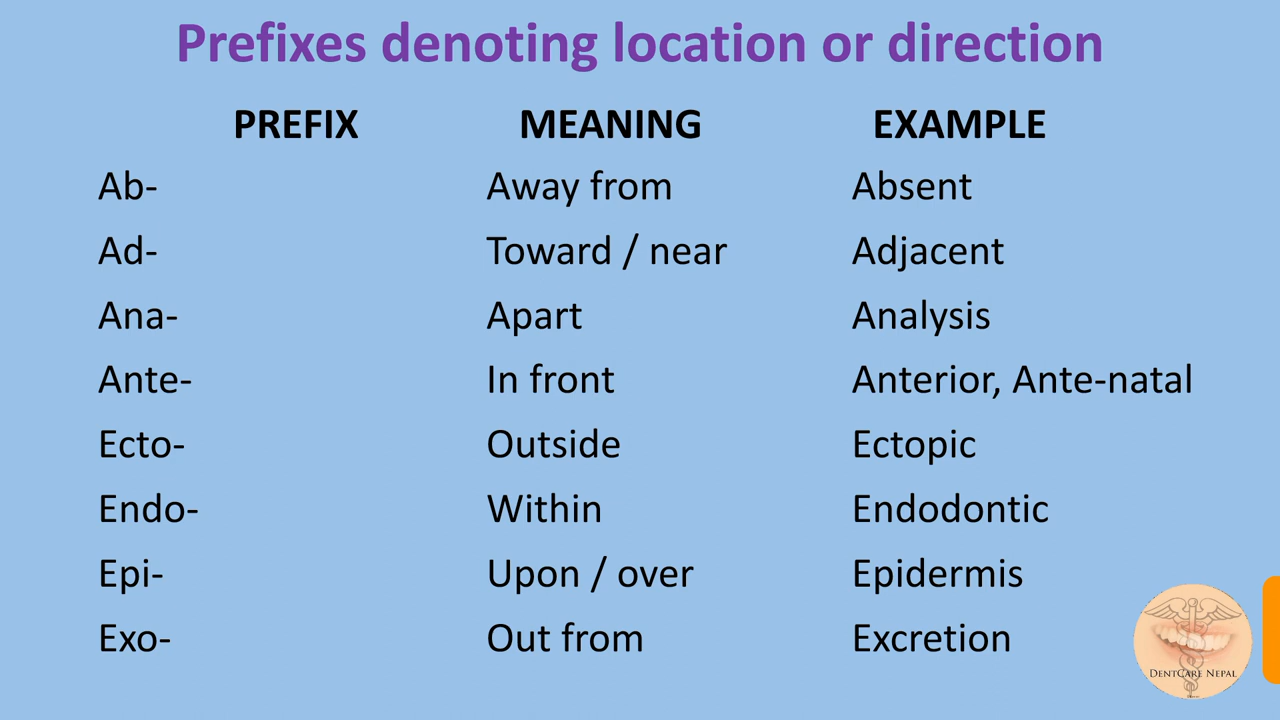 Prefixes denoting location or direction
PREFIX MEANING EXAMPLE
Ab- Away from Absent
Ad- Toward / near Adjacent
Ana- Apart Analysis
Ante- In front Anterior, Ante-natal
Ecto- Outside Ectopic
Endo- Within Endodontic
Epi- Upon / over Epidermis
Exo- Out from Excretion
DentCare Nepal